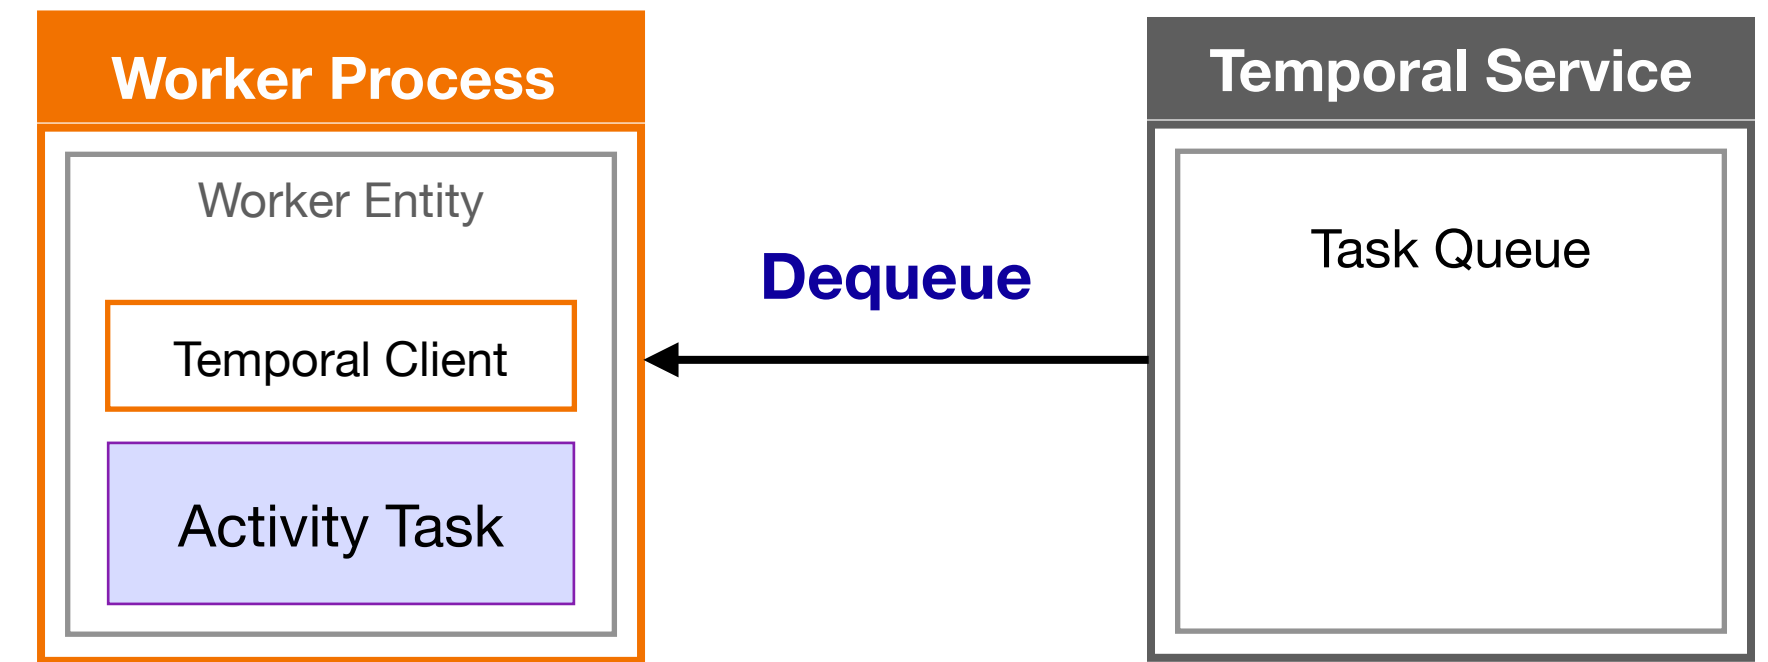 Worker Process
Worker Entity
Temporal Client
Activity Task
Dequeue
Temporal Service
Task Queue